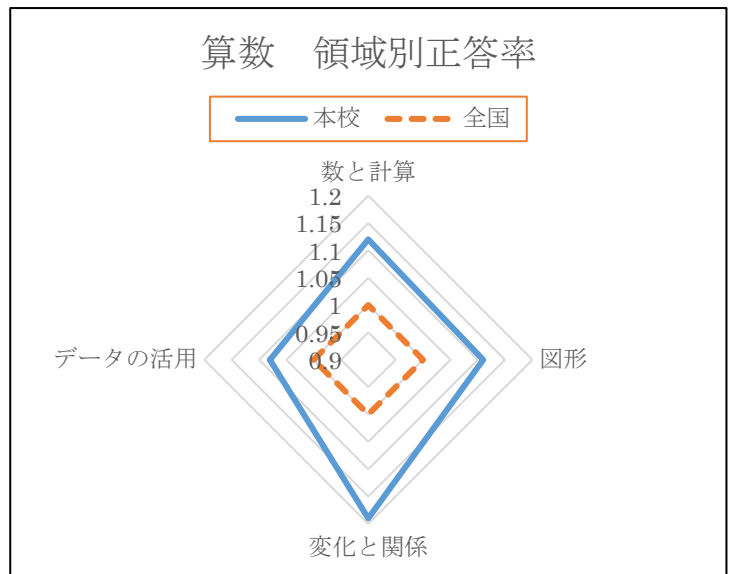 算数　領域別正答率
本校　全国
数と計算
1.2
1.15
1.1
1.05
1
0.95
0.9
データの活用
図形
変化と関係